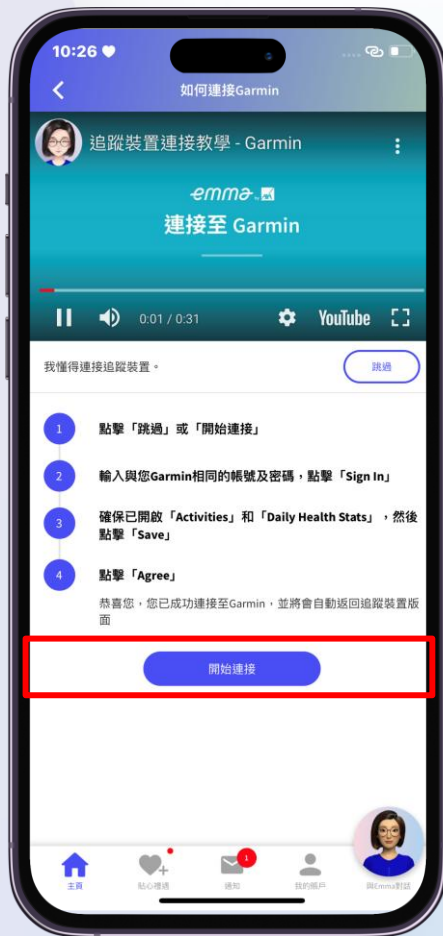 10:26
如何連接Garmin
追蹤裝置連接教學 - Garmin
emma
連接至 Garmin
0:01 / 0:31
YouTube
我懂得連接追蹤裝置。
跳過
1
點擊「跳過」或「開始連接」
2
輸入與您Garmin相同的帳號及密碼,點擊「Sign In」
3
確保已開啟「Activities」和「Daily Health Stats」,然後
點擊「Save」
4
點擊「Agree」
恭喜您,您已成功連接至Garmin,並將會自動返回追蹤裝置版
面
開始連接
主頁
貼心禮遇
1
通知
我的帳戶
與Emma對話